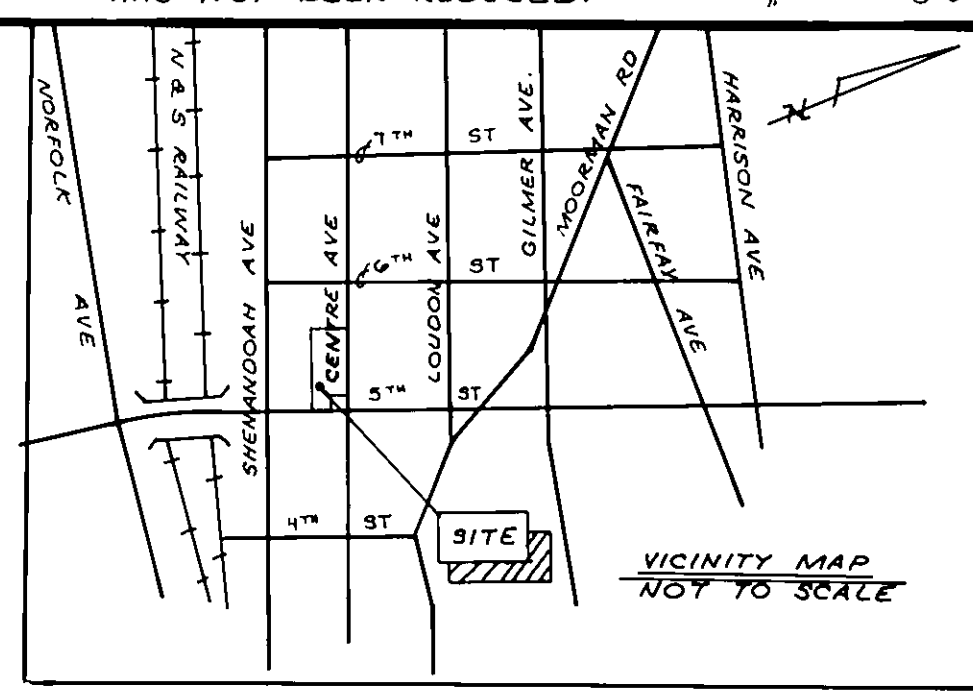 HAS NOT BEEN REDUCED.
NORFOLK AVE
N & S RAILWAY
SHENANDOAH AVE
CENTRE AVE
LOUDON AVE
GILMER AVE.
MOORMAN RD
HARRISON AVE
FAIRFAX AVE
N
7TH ST
6TH ST
5TH ST
4TH ST
SITE
VICINITY MAP
NOT TO SCALE